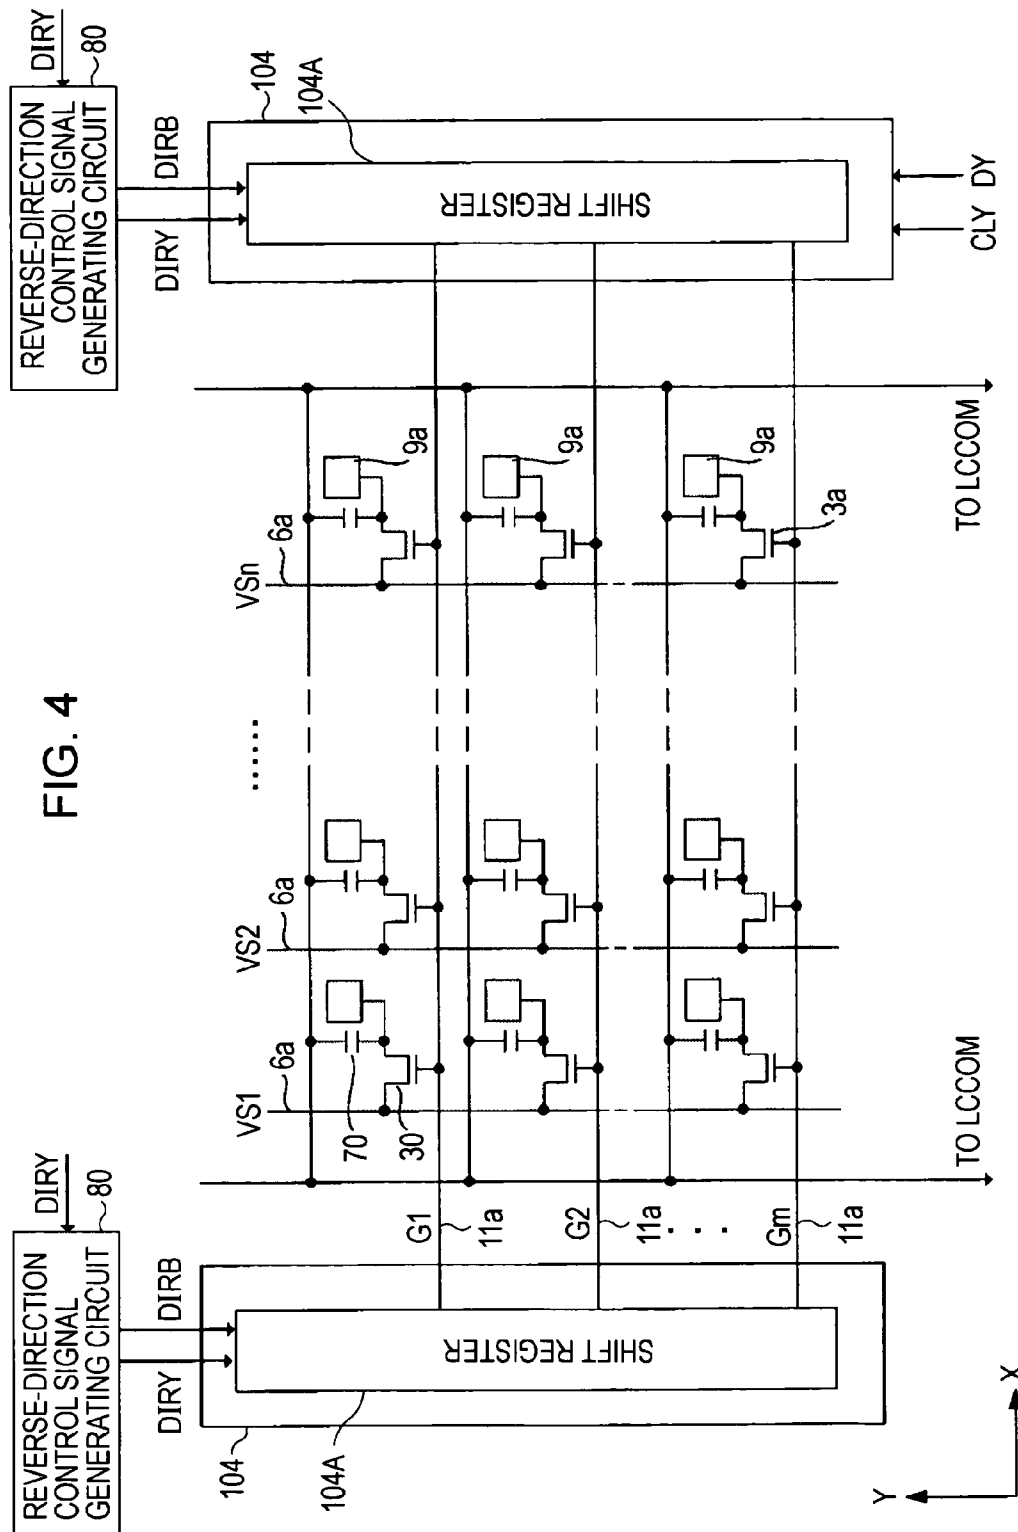 FIG. 4
REVERSE-DIRECTION
CONTROL SIGNAL
GENERATING CIRCUIT
DIRY
80
DIRY
DIRB
104
104A
SHIFT REGISTER
G1
11a
G2
11a
. . .
Gm
11a
VS1
6a
VS2
6a
......
VSn
6a
70
30
9a
9a
9a
3a
TO LCCOM
TO LCCOM
REVERSE-DIRECTION
CONTROL SIGNAL
GENERATING CIRCUIT
DIRY
80
DIRY
DIRB
104
104A
SHIFT REGISTER
CLY
DY
Y
X